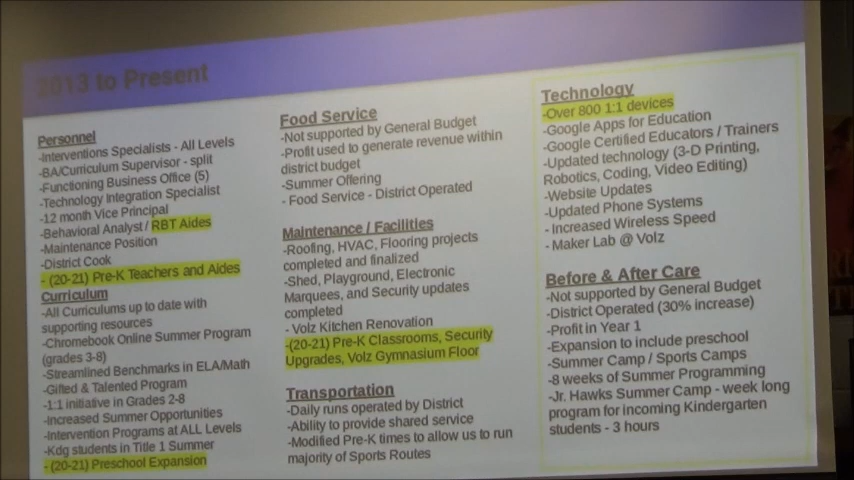 2013 to Present
Personnel
-Interventions Specialists - All Levels
-BA/Curriculum Supervisor - split
-Functioning Business Office (5)
-Technology Integration Specialist
-12 month Vice Principal
-Behavioral Analyst / RBT Aides
-Maintenance Position
-District Cook
- (20-21) Pre-K Teachers and Aides
Curriculum
-All Curriculums up to date with
supporting resources
-Chromebook Online Summer Program
(grades 3-8)
-Streamlined Benchmarks in ELA/Math
-Gifted & Talented Program
-1:1 initiative in Grades 2-8
-Increased Summer Opportunities
-Intervention Programs at ALL Levels
-Kdg students in Title 1 Summer
- (20-21) Preschool Expansion
Food Service
-Not supported by General Budget
-Profit used to generate revenue within
district budget
-Summer Offering
- Food Service - District Operated
Maintenance / Facilities
-Roofing, HVAC, Flooring projects
completed and finalized
-Shed, Playground, Electronic
Marquees, and Security updates
completed
- Volz Kitchen Renovation
-(20-21) Pre-K Classrooms, Security
Upgrades, Volz Gymnasium Floor
Transportation
-Daily runs operated by District
-Ability to provide shared service
-Modified Pre-K times to allow us to run
majority of Sports Routes
Technology
-Over 800 1:1 devices
-Google Apps for Education
-Google Certified Educators / Trainers
-Updated technology (3-D Printing,
Robotics, Coding, Video Editing)
-Website Updates
-Updated Phone Systems
- Increased Wireless Speed
- Maker Lab @ Volz
Before & After Care
-Not supported by General Budget
-District Operated (30% increase)
-Profit in Year 1
-Expansion to include preschool
-Summer Camp / Sports Camps
-8 weeks of Summer Programming
-Jr. Hawks Summer Camp - week long
program for incoming Kindergarten
students - 3 hours